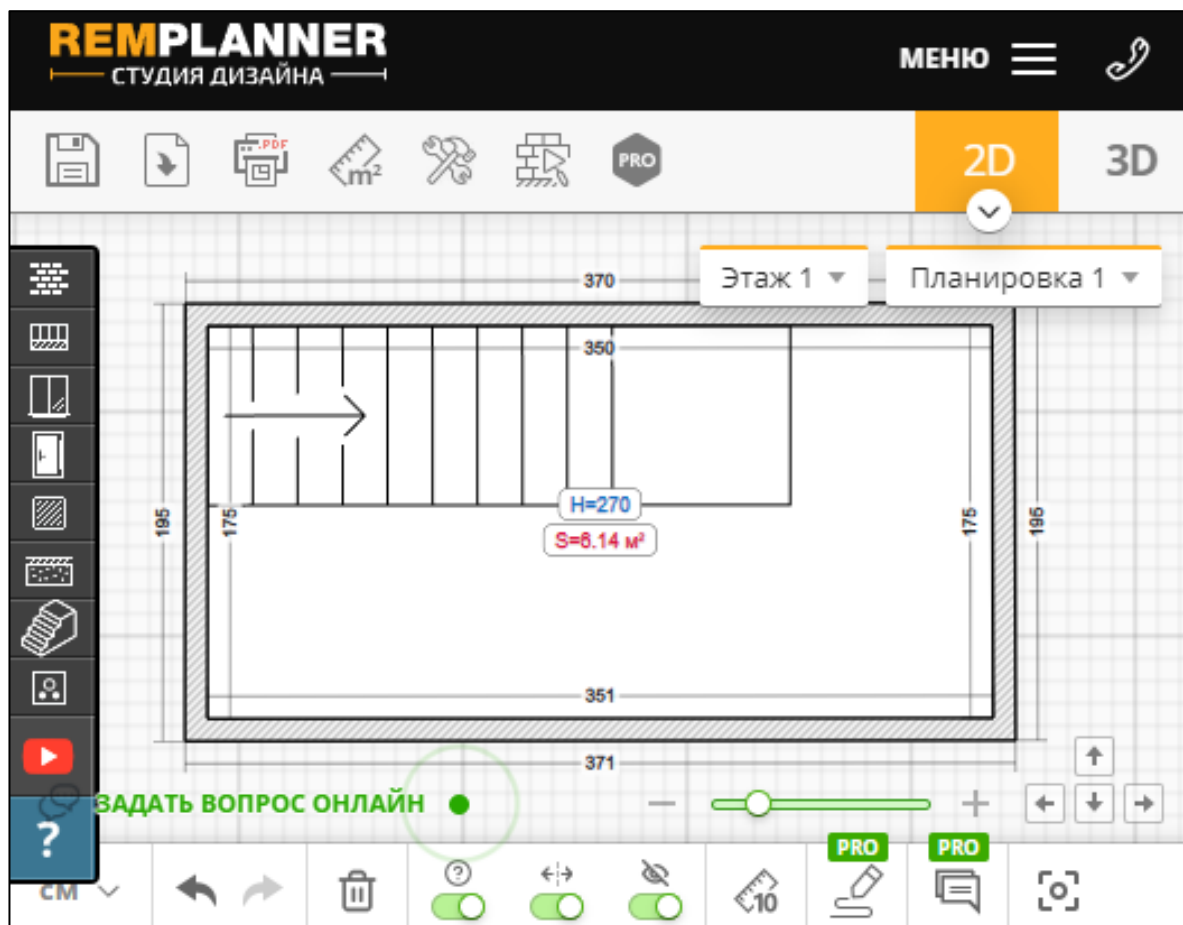 REMPLANNER
СТУДИЯ ДИЗАЙНА
МЕНЮ
.PDF
m²
PRO
2D
3D
Этаж 1
Планировка 1
370
350
195
175
H=270
S=6.14 м²
175
195
351
371
ЗАДАТЬ ВОПРОС ОНЛАЙН
?
PRO
PRO
СМ
?
10